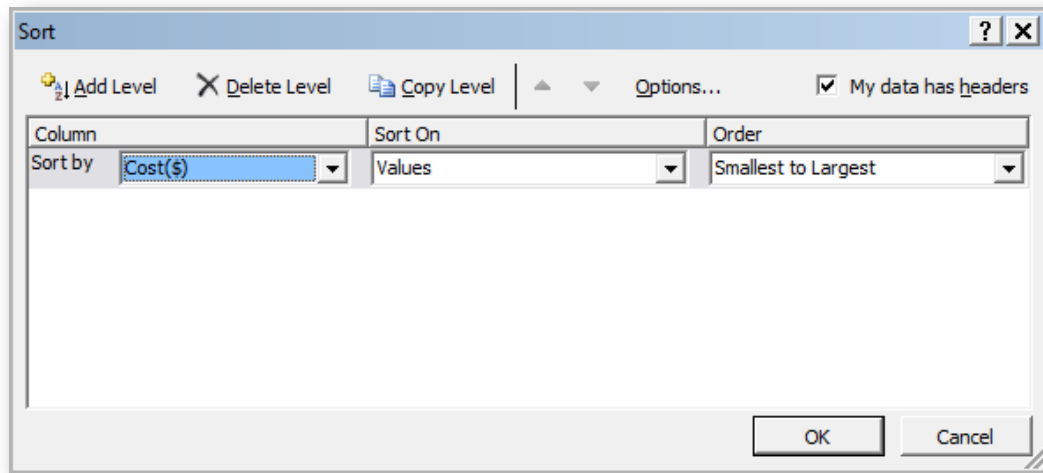 Sort
? X
Add Level Delete Level Copy Level Options... My data has headers
Column Sort On Order
Sort by Cost($) Values Smallest to Largest
OK Cancel